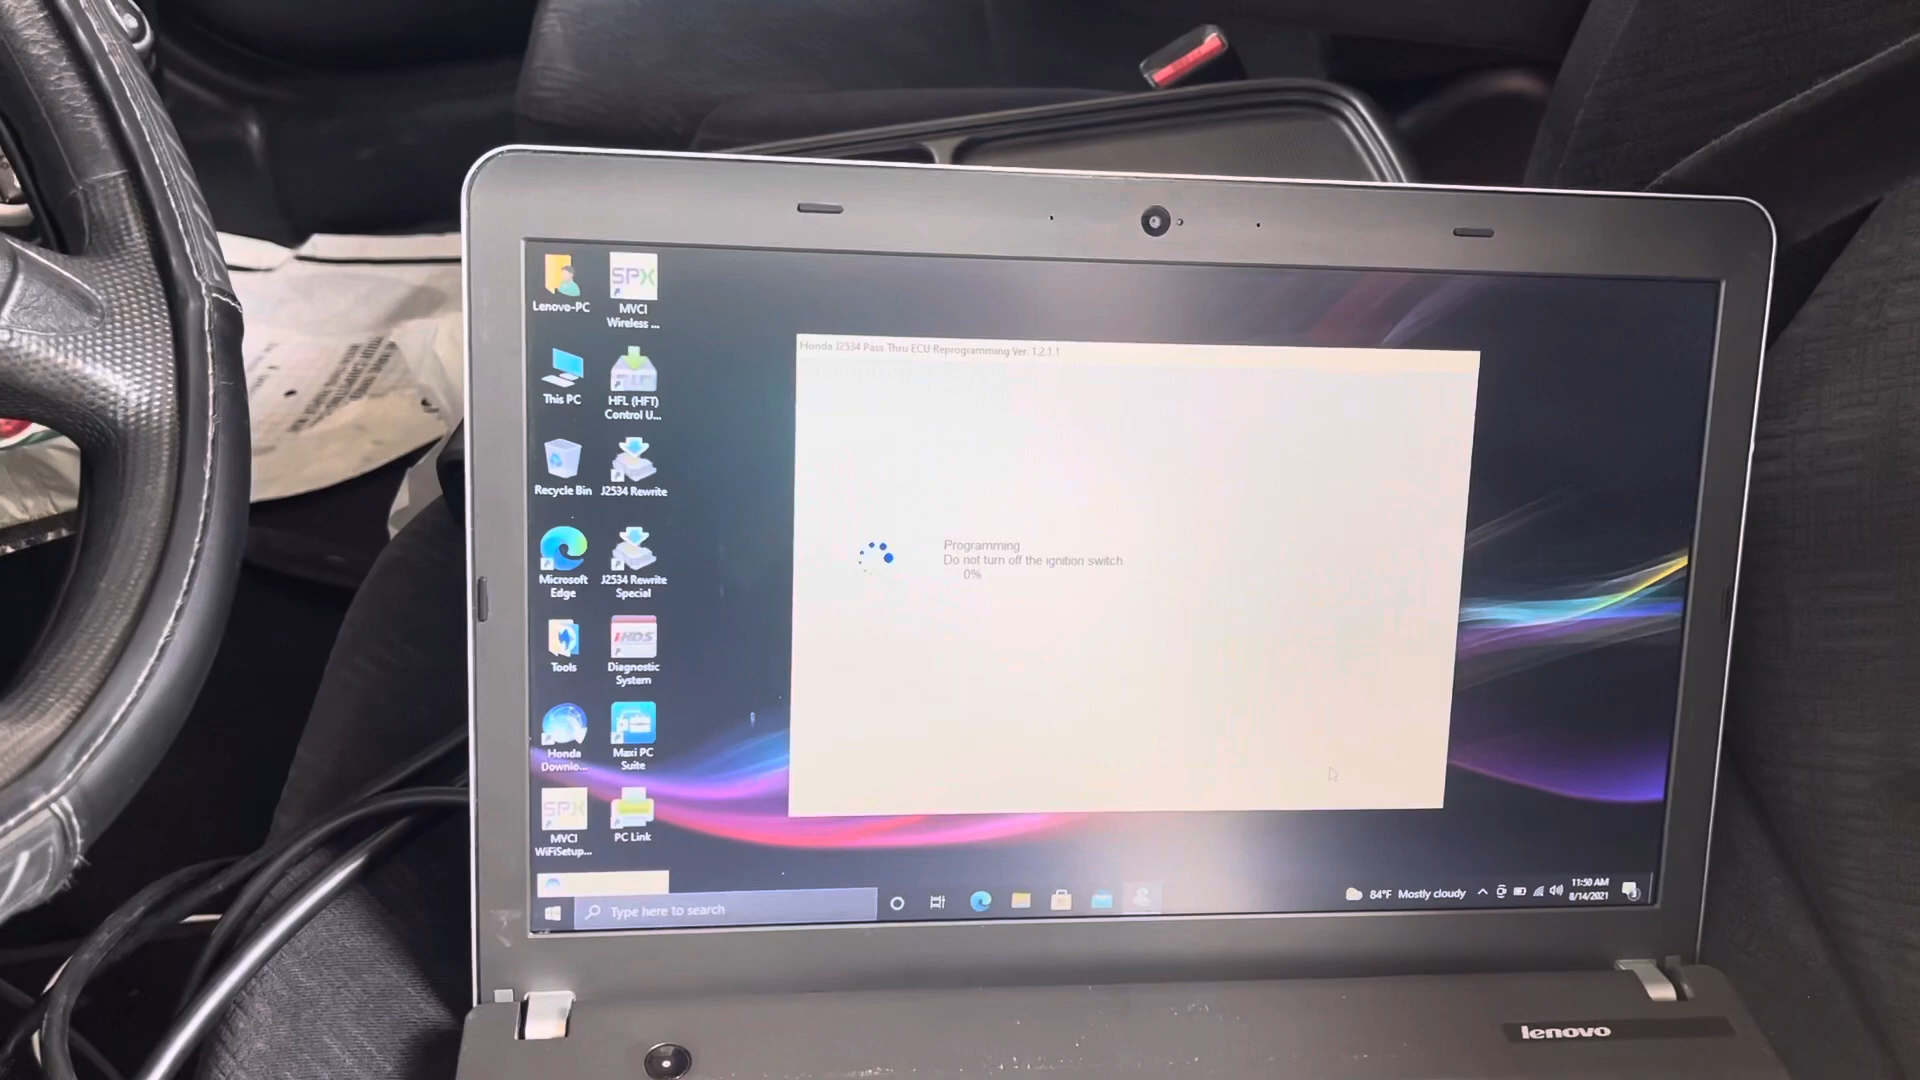 Lenovo-PC
SPX
MVCI
Wireless ...
This PC
HFL (HFT)
Control U...
Recycle Bin
J2534 Rewrite
Microsoft
Edge
J2534 Rewrite
Special
Tools
i-HDS
Diagnostic
System
Honda
Downlo...
Maxi PC
Suite
SPX
MVCI
WiFiSetup...
PC Link
Honda J2534 Pass Thru ECU Reprogramming Ver. 1.2.1.1
Programming
Do not turn off the ignition switch
0%
Type here to search
84°F Mostly cloudy
11:50 AM
8/14/2021
lenovo